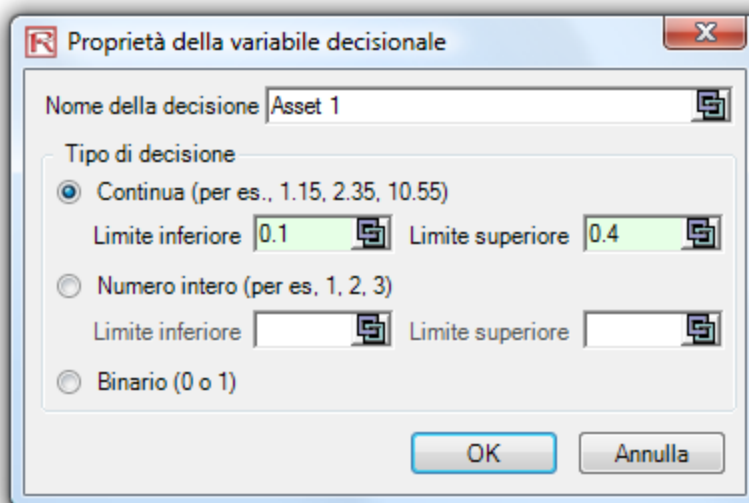 Proprietà della variabile decisionale
Nome della decisione Asset 1
Tipo di decisione
Continua (per es., 1.15, 2.35, 10.55)
Limite inferiore 0.1 Limite superiore 0.4
Numero intero (per es, 1, 2, 3)
Limite inferiore Limite superiore
Binario (0 o 1)
OK Annulla